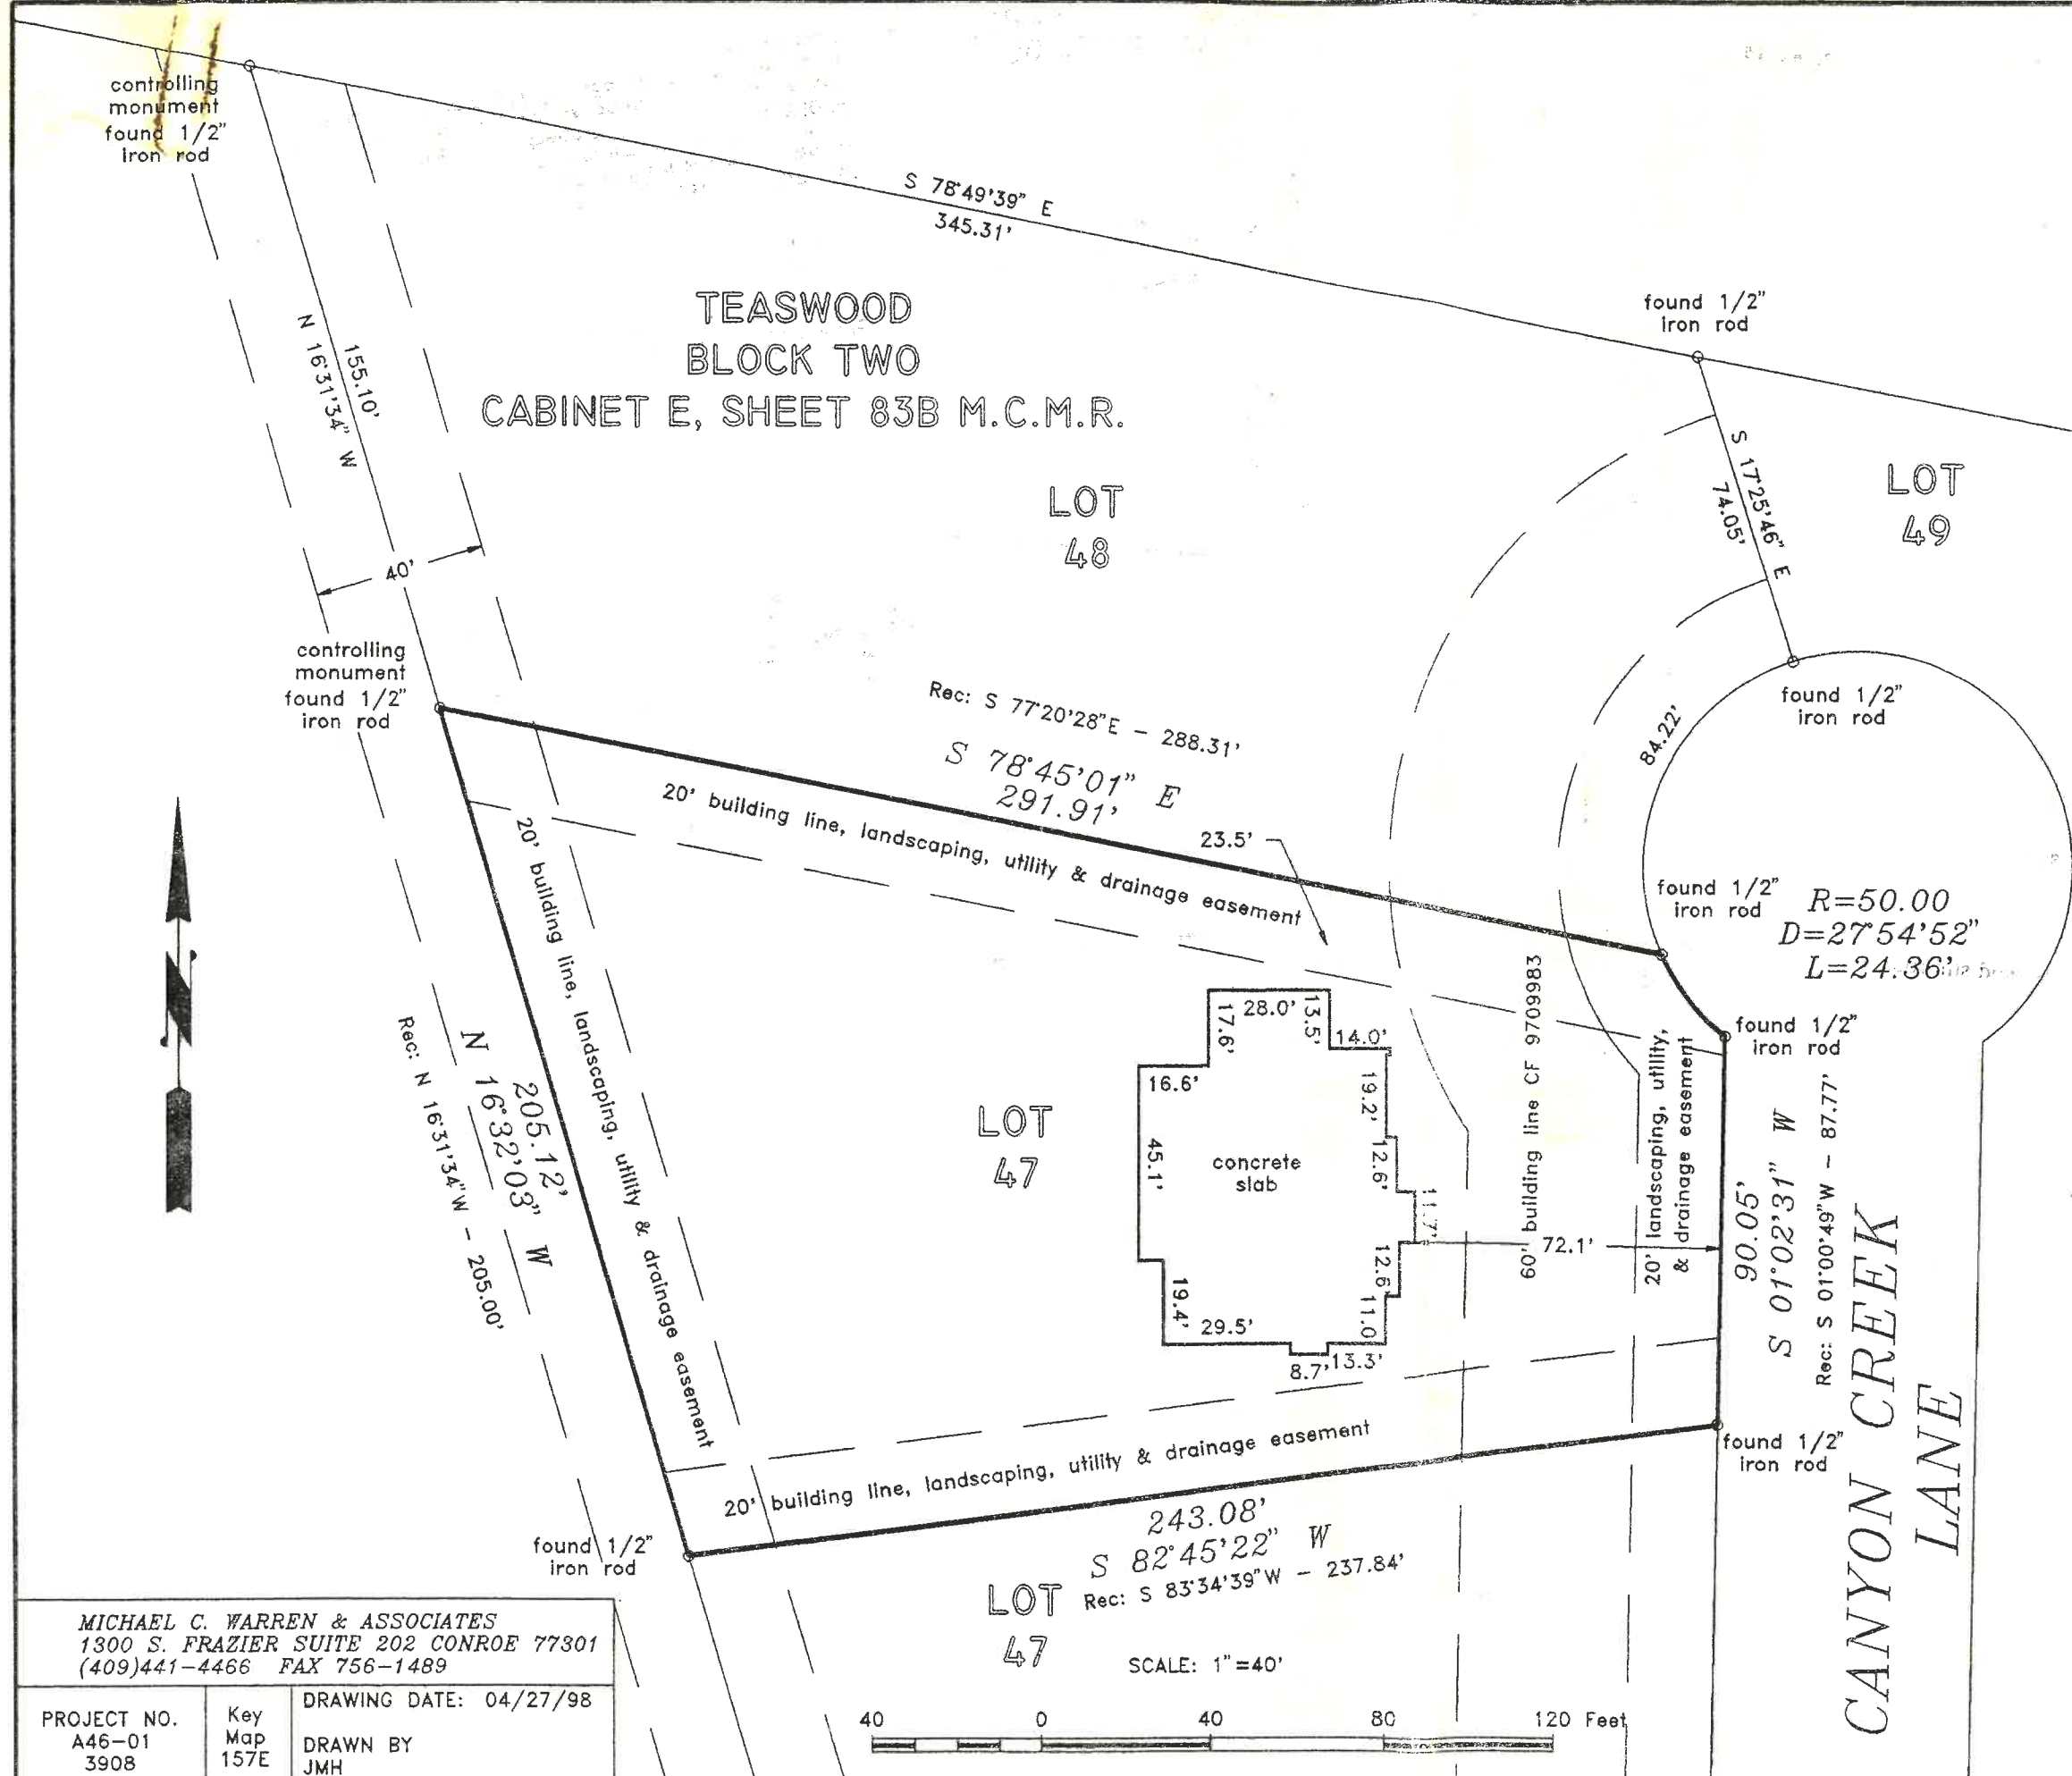 controlling
monument
found 1/2"
iron rod
S 78°49'39" E
345.31'
TEASWOOD
BLOCK TWO
CABINET E, SHEET 83B M.C.M.R.
found 1/2"
iron rod
155.10'
N 16°31'34" W
LOT
48
S 17°25'46" E
74.05'
LOT
49
40'
controlling
monument
found 1/2"
iron rod
found 1/2"
iron rod
84.22'
Rec: S 77°20'28"E - 288.31'
S 78°45'01" E
291.91'
20' building line, landscaping, utility & drainage easement
23.5'
found 1/2"
iron rod
R=50.00
D=27°54'52"
L=24.36'
20' building line, landscaping, utility & drainage easement
N
205.12'
N 16°32'03" W
Rec: N 16°31'34"W - 205.00'
28.0'
17.6'
13.5'
14.0'
16.6'
19.2'
45.1'
12.6'
11.7'
12.6'
11.0
19.4'
29.5'
8.7'
13.3'
concrete
slab
LOT
47
60' building line CF 9709983
72.1'
20' landscaping, utility,
& drainage easement
found 1/2"
iron rod
90.05'
S 01°02'31" W
Rec: S 01°00'49"W - 87.77'
CANYON CREEK
LANE
found 1/2"
iron rod
20' building line, landscaping, utility & drainage easement
243.08'
S 82°45'22" W
Rec: S 83°34'39"W - 237.84'
found 1/2"
iron rod
LOT
47
SCALE: 1"=40'
40 0 40 80 120 Feet
MICHAEL C. WARREN & ASSOCIATES
1300 S. FRAZIER SUITE 202 CONROE 77301
(409)441-4466 FAX 756-1489
PROJECT NO.
A46-01
3908
Key
Map
157E
DRAWING DATE: 04/27/98
DRAWN BY
JMH